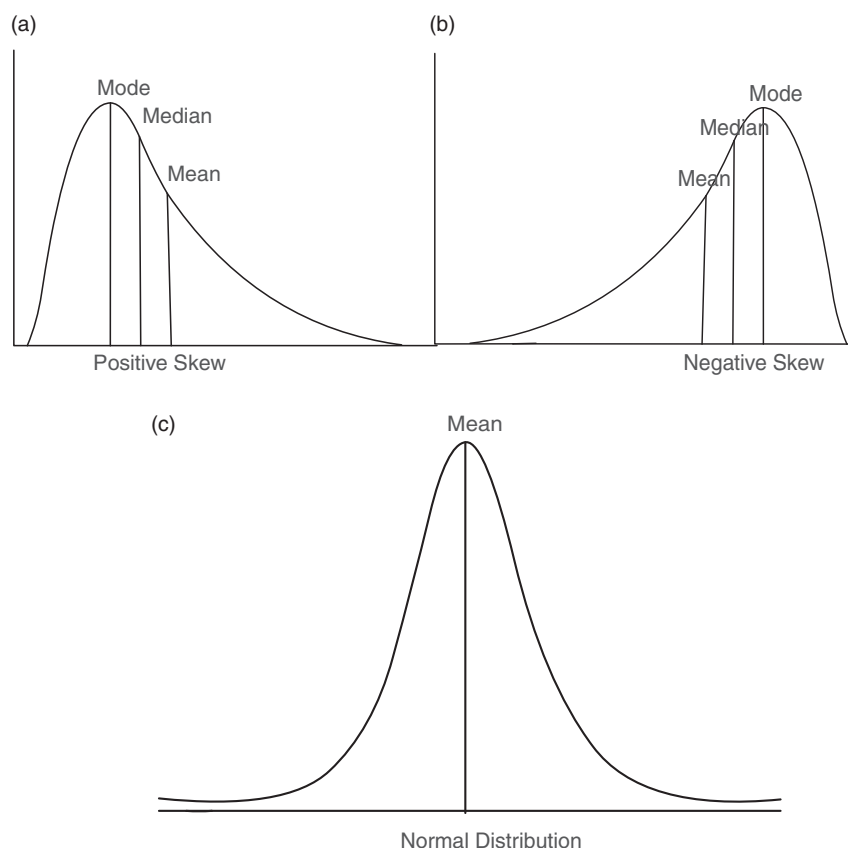 (a)
Mode
Median
Mean
Positive Skew
(b)
Mode
Median
Mean
Negative Skew
(c)
Mean
Normal Distribution